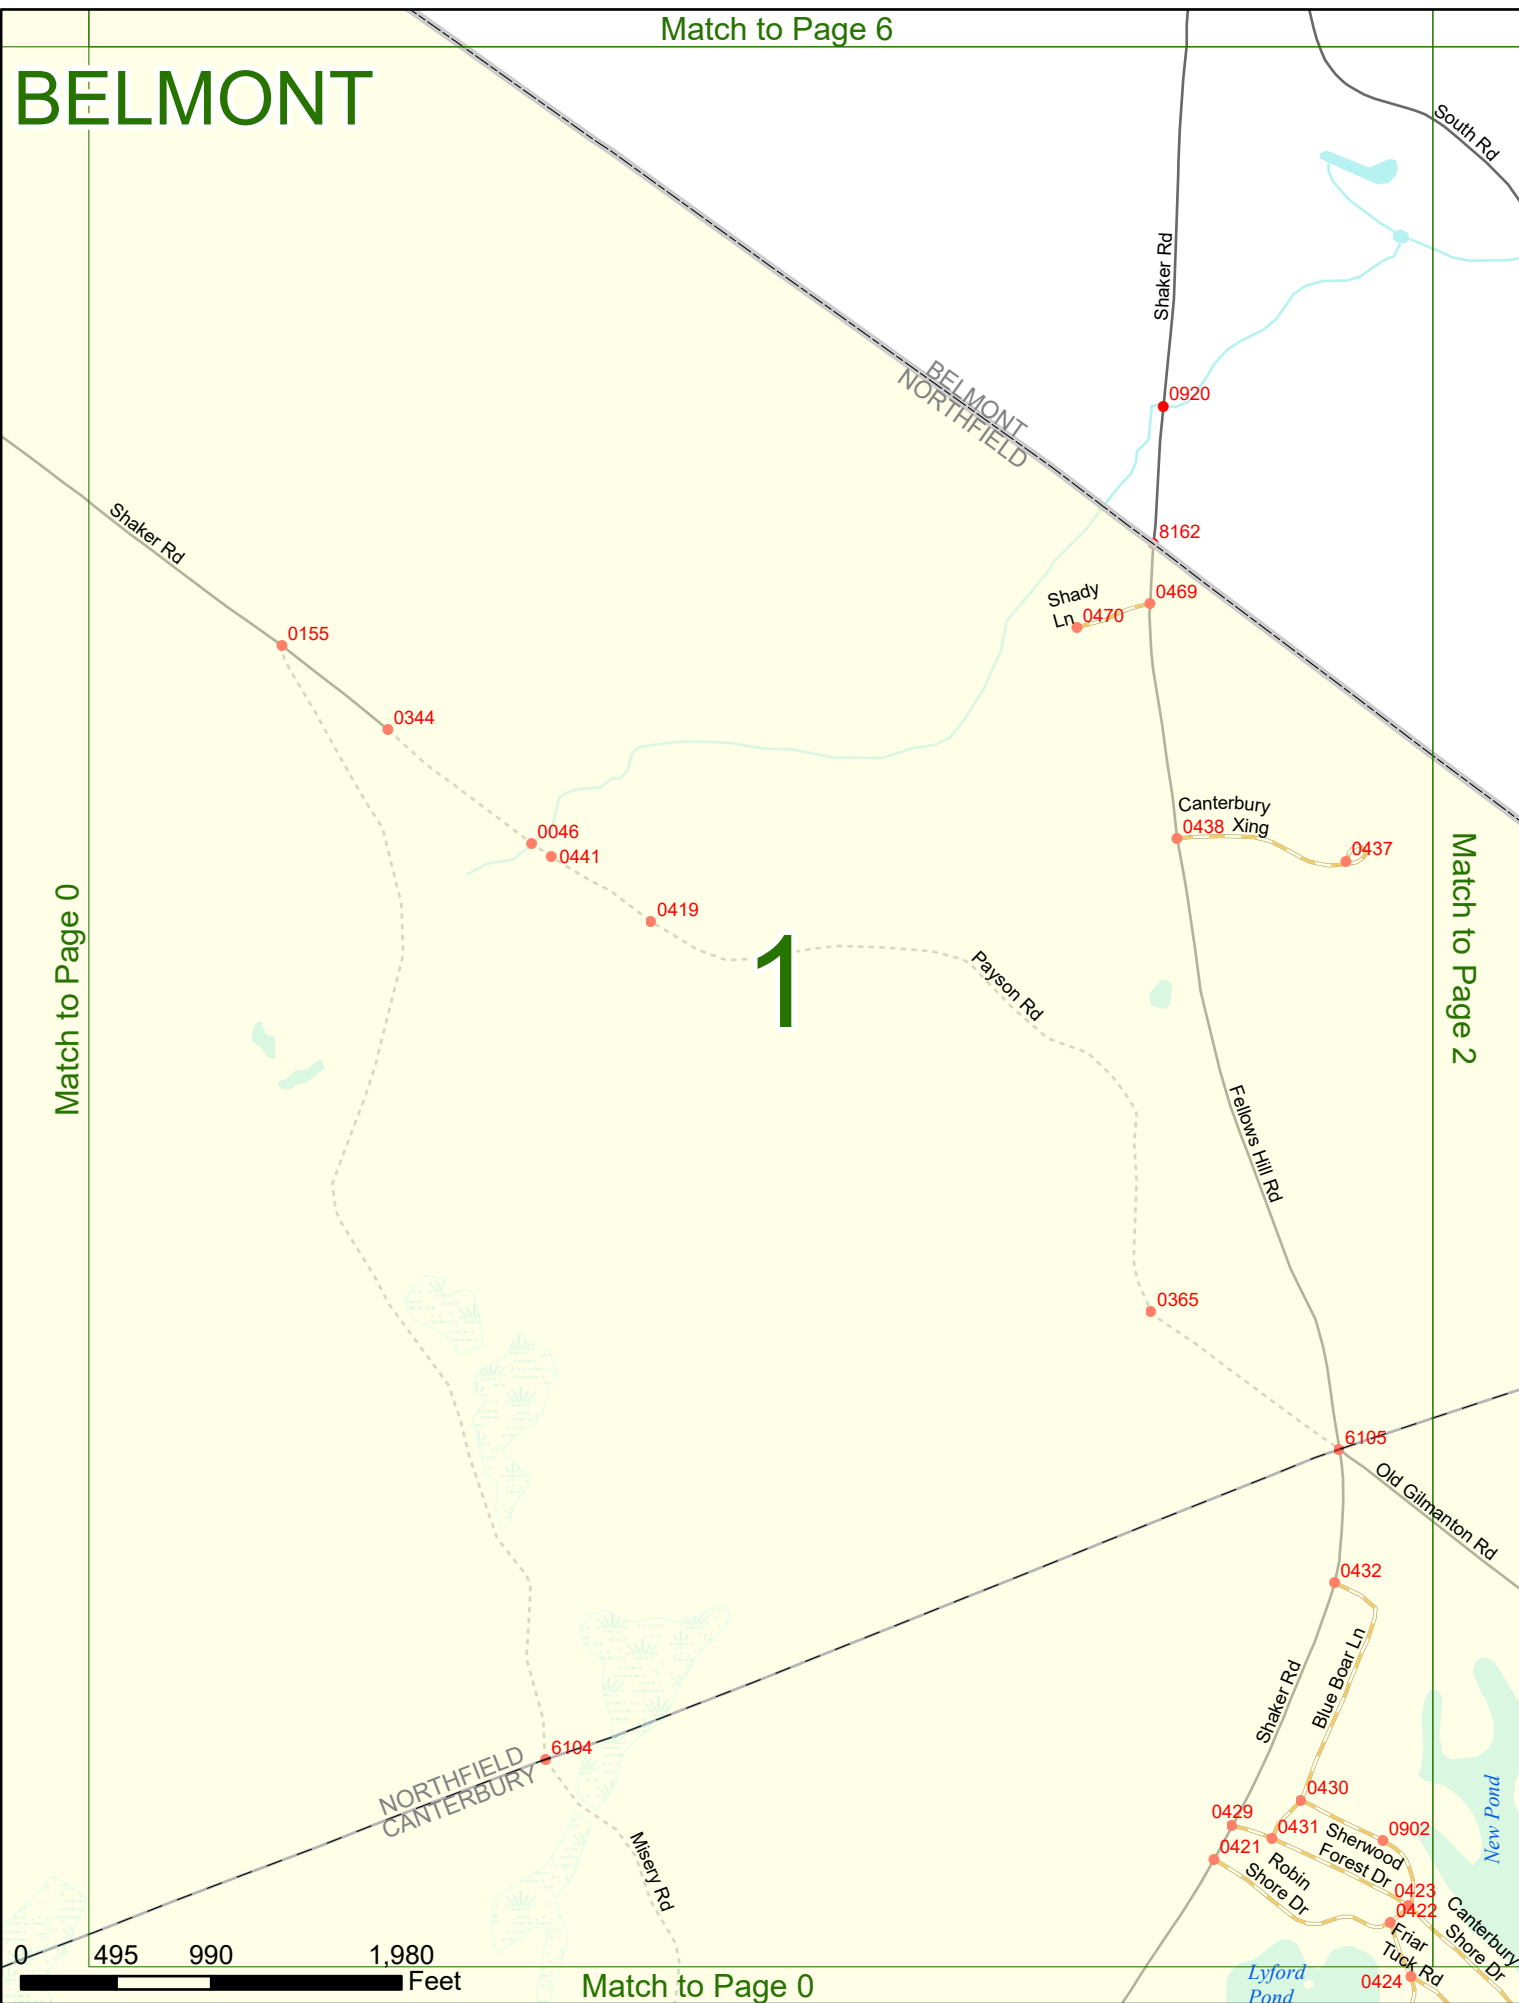 Match to Page 6
BELMONT
South Rd
Shaker Rd
BELMONT
NORTHFIELD
0920
8162
Shaker Rd
Shady
Ln
0470
0469
0155
0344
Canterbury
Xing
0438
0437
0046
0441
0419
Match to Page 0
1
Match to Page 2
Payson Rd
Fellows Hill Rd
0365
6105
Old Gilmanton Rd
0432
Blue Boar Ln
Shaker Rd
6104
NORTHFIELD
CANTERBURY
Misery Rd
0430
0429
0431
0902
0421
Sherwood
Forest Dr
Robin
Shore Dr
0423
0422
New Pond
Canterbury
Shore Dr
Friar
Tuck Rd
0424
Lyford
Pond
0 495 990 1,980
Feet
Match to Page 0